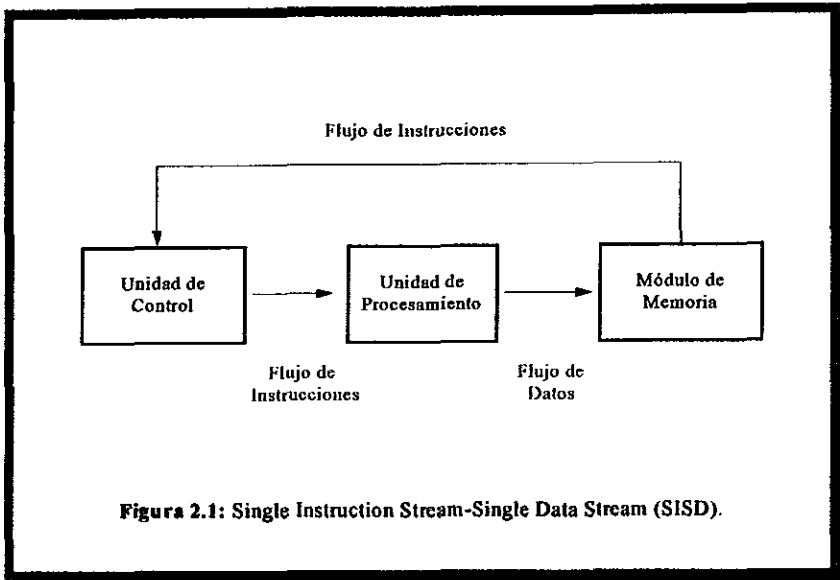 Flujo de Instrucciones
Unidad de
Control
Unidad de
Procesamiento
Módulo de
Memoria
Flujo de
Instrucciones
Flujo de
Datos
Figura 2.1: Single Instruction Stream-Single Data Stream (SISD).